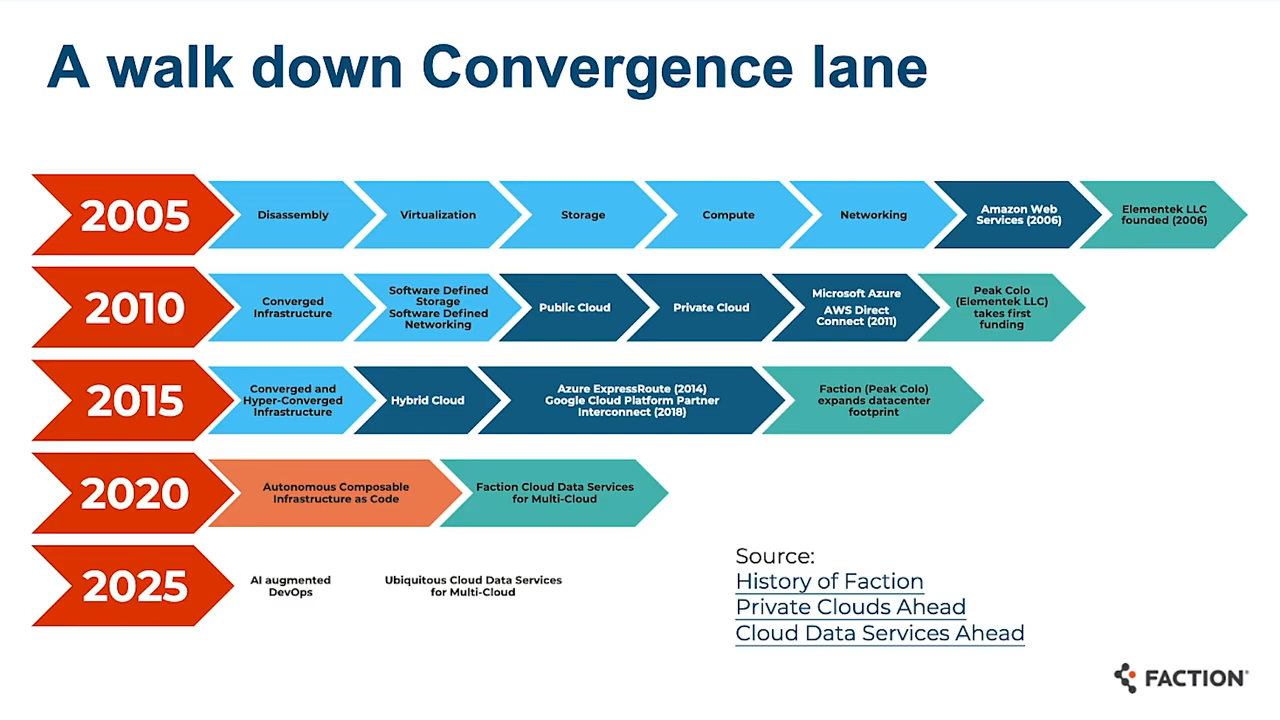 A walk down Convergence lane
2005
Disassembly
Virtualization
Storage
Compute
Networking
Amazon Web
Services (2006)
Elementek LLC
founded (2006)
2010
Converged
Infrastructure
Software Defined
Storage
Software Defined
Networking
Public Cloud
Private Cloud
Microsoft Azure
AWS Direct
Connect (2011)
Peak Colo
(Elementek LLC)
takes first
funding
2015
Converged and
Hyper-Converged
Infrastructure
Hybrid Cloud
Azure ExpressRoute (2014)
Google Cloud Platform Partner
Interconnect (2018)
Faction (Peak Colo)
expands datacenter
footprint
2020
Autonomous Composable
Infrastructure as Code
Faction Cloud Data Services
for Multi-Cloud
2025
AI augmented
DevOps
Ubiquitous Cloud Data Services
for Multi-Cloud
Source:
History of Faction
Private Clouds Ahead
Cloud Data Services Ahead
FACTION®